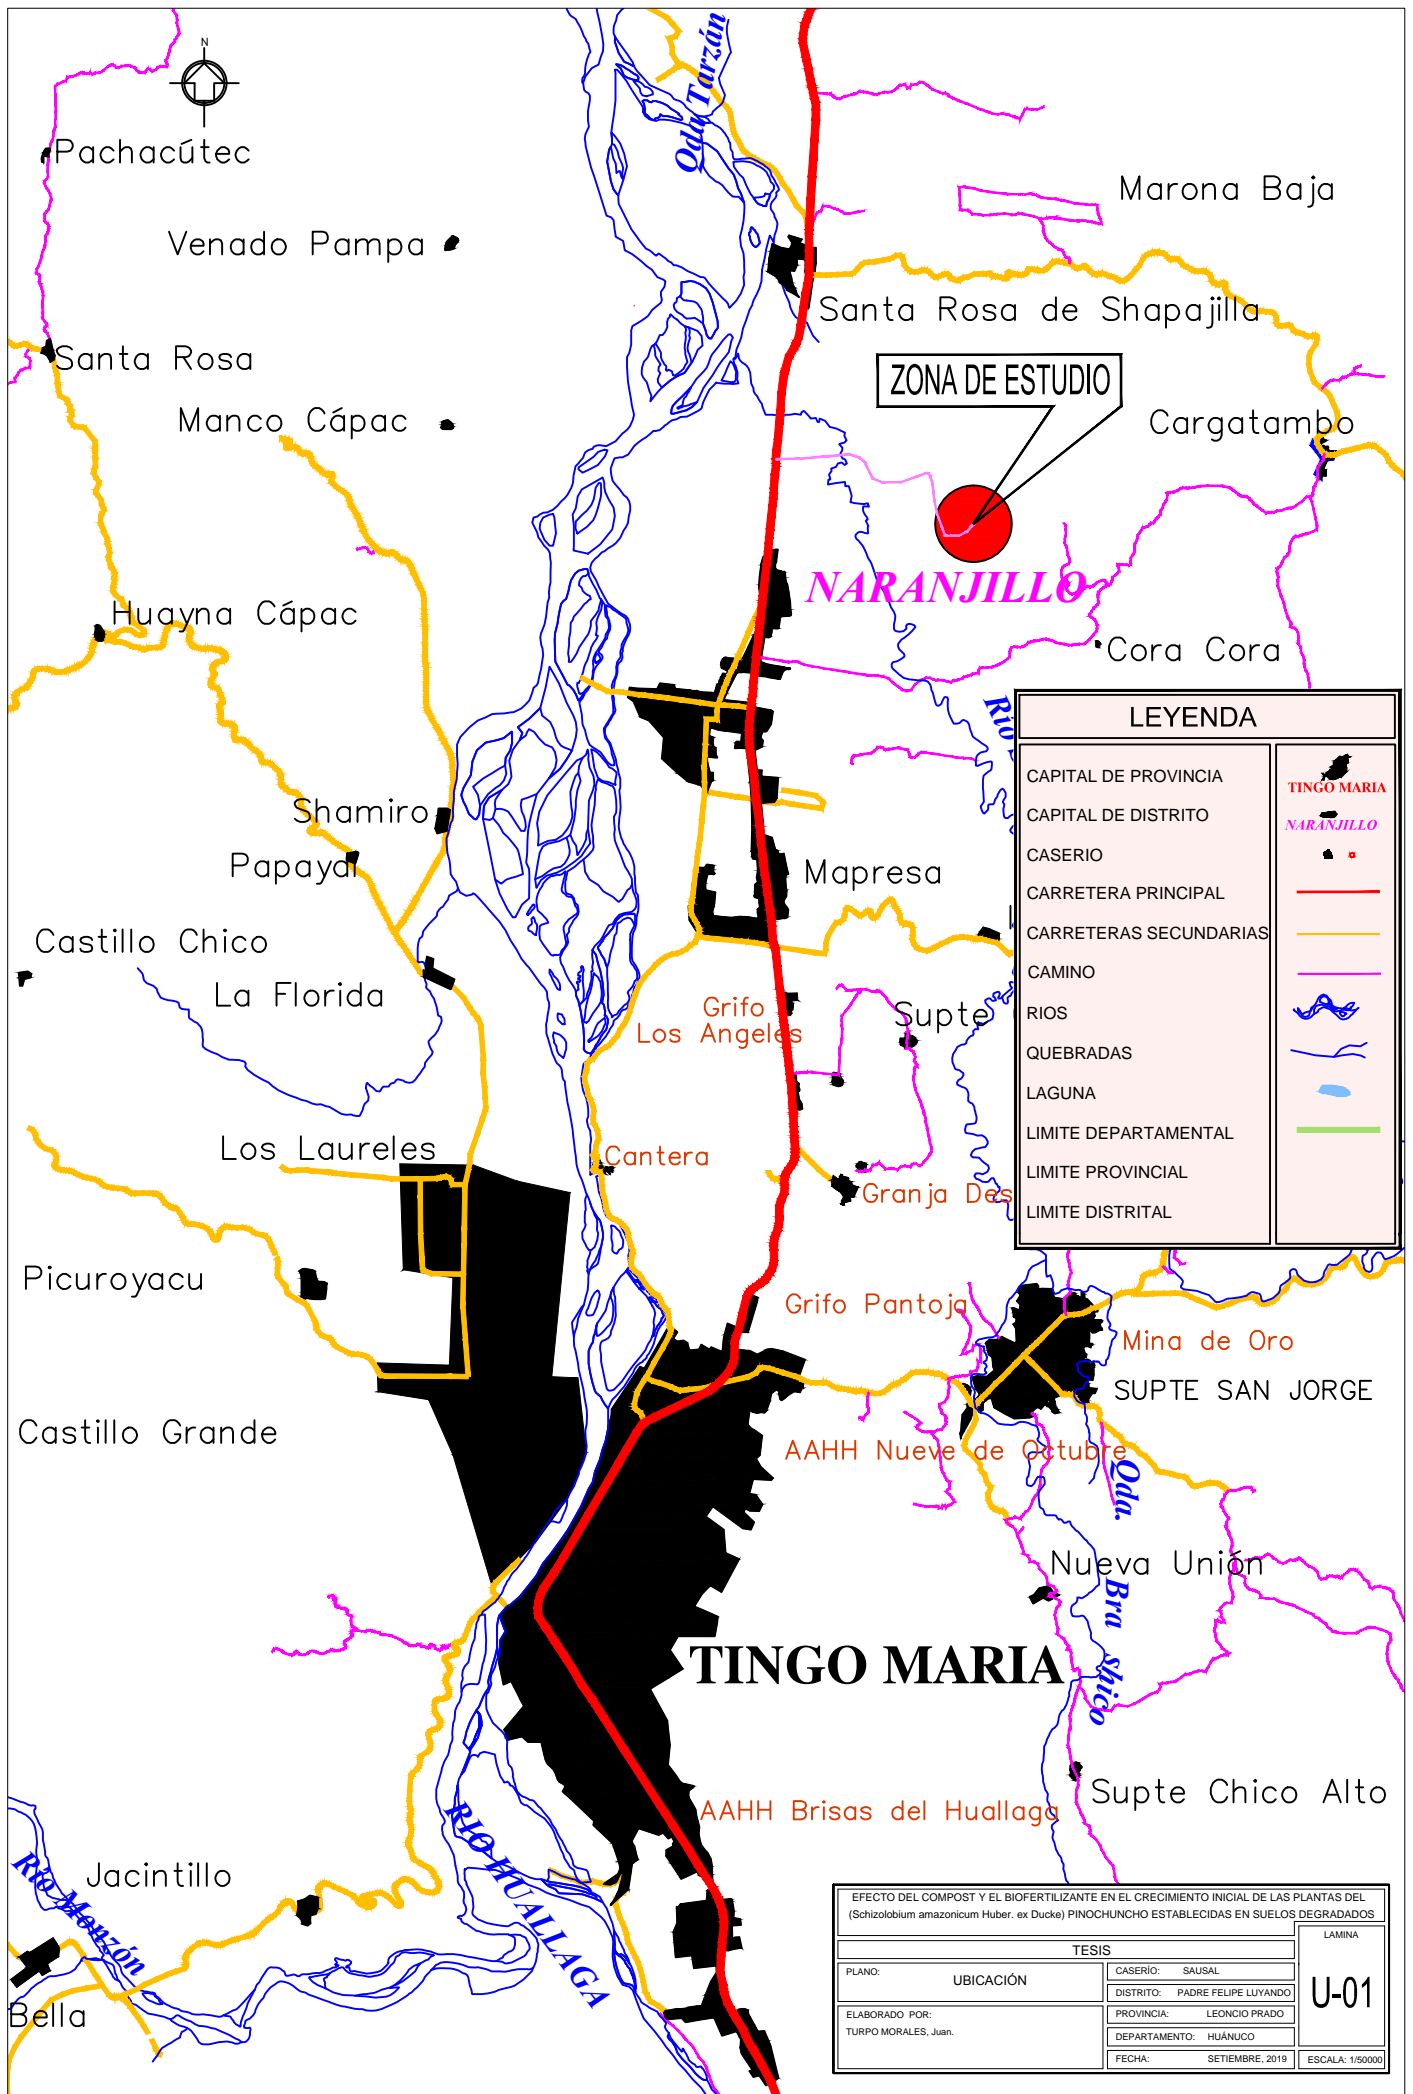 N
Qda Tarzán
Pachacútec
Marona Baja
Venado Pampa
Santa Rosa de Shapajilla
Santa Rosa
ZONA DE ESTUDIO
Manco Cápac
Cargatambo
NARANJILLO
Huayna Cápac
Cora Cora
Rio
LEYENDA
CAPITAL DE PROVINCIA
TINGO MARIA
CAPITAL DE DISTRITO
NARANJILLO
CASERIO
CARRETERA PRINCIPAL
CARRETERAS SECUNDARIAS
CAMINO
RIOS
QUEBRADAS
LAGUNA
LIMITE DEPARTAMENTAL
LIMITE PROVINCIAL
LIMITE DISTRITAL
Shamiro
Papayal
Mapresa
Castillo Chico
La Florida
Grifo
Los Angeles
Supte
Los Laureles
Cantera
Granja Des
Picuroyacu
Grifo Pantoja
Mina de Oro
SUPTE SAN JORGE
Castillo Grande
AAHH Nueve de Octubre
Qda.
Nueva Unión
Bra shico
TINGO MARIA
Supte Chico Alto
AAHH Brisas del Huallaga
RIO HUALLAGA
Jacintillo
Río Monzón
Bella
EFECTO DEL COMPOST Y EL BIOFERTILIZANTE EN EL CRECIMIENTO INICIAL DE LAS PLANTAS DEL
(Schizolobium amazonicum Huber. ex Ducke) PINOCHUNCHO ESTABLECIDAS EN SUELOS DEGRADADOS
TESIS
LAMINA
U-01
PLANO:
UBICACIÓN
CASERÍO: SAUSAL
DISTRITO: PADRE FELIPE LUYANDO
ELABORADO POR:
TURPO MORALES, Juan.
PROVINCIA: LEONCIO PRADO
DEPARTAMENTO: HUÁNUCO
FECHA: SETIEMBRE, 2019
ESCALA: 1/50000